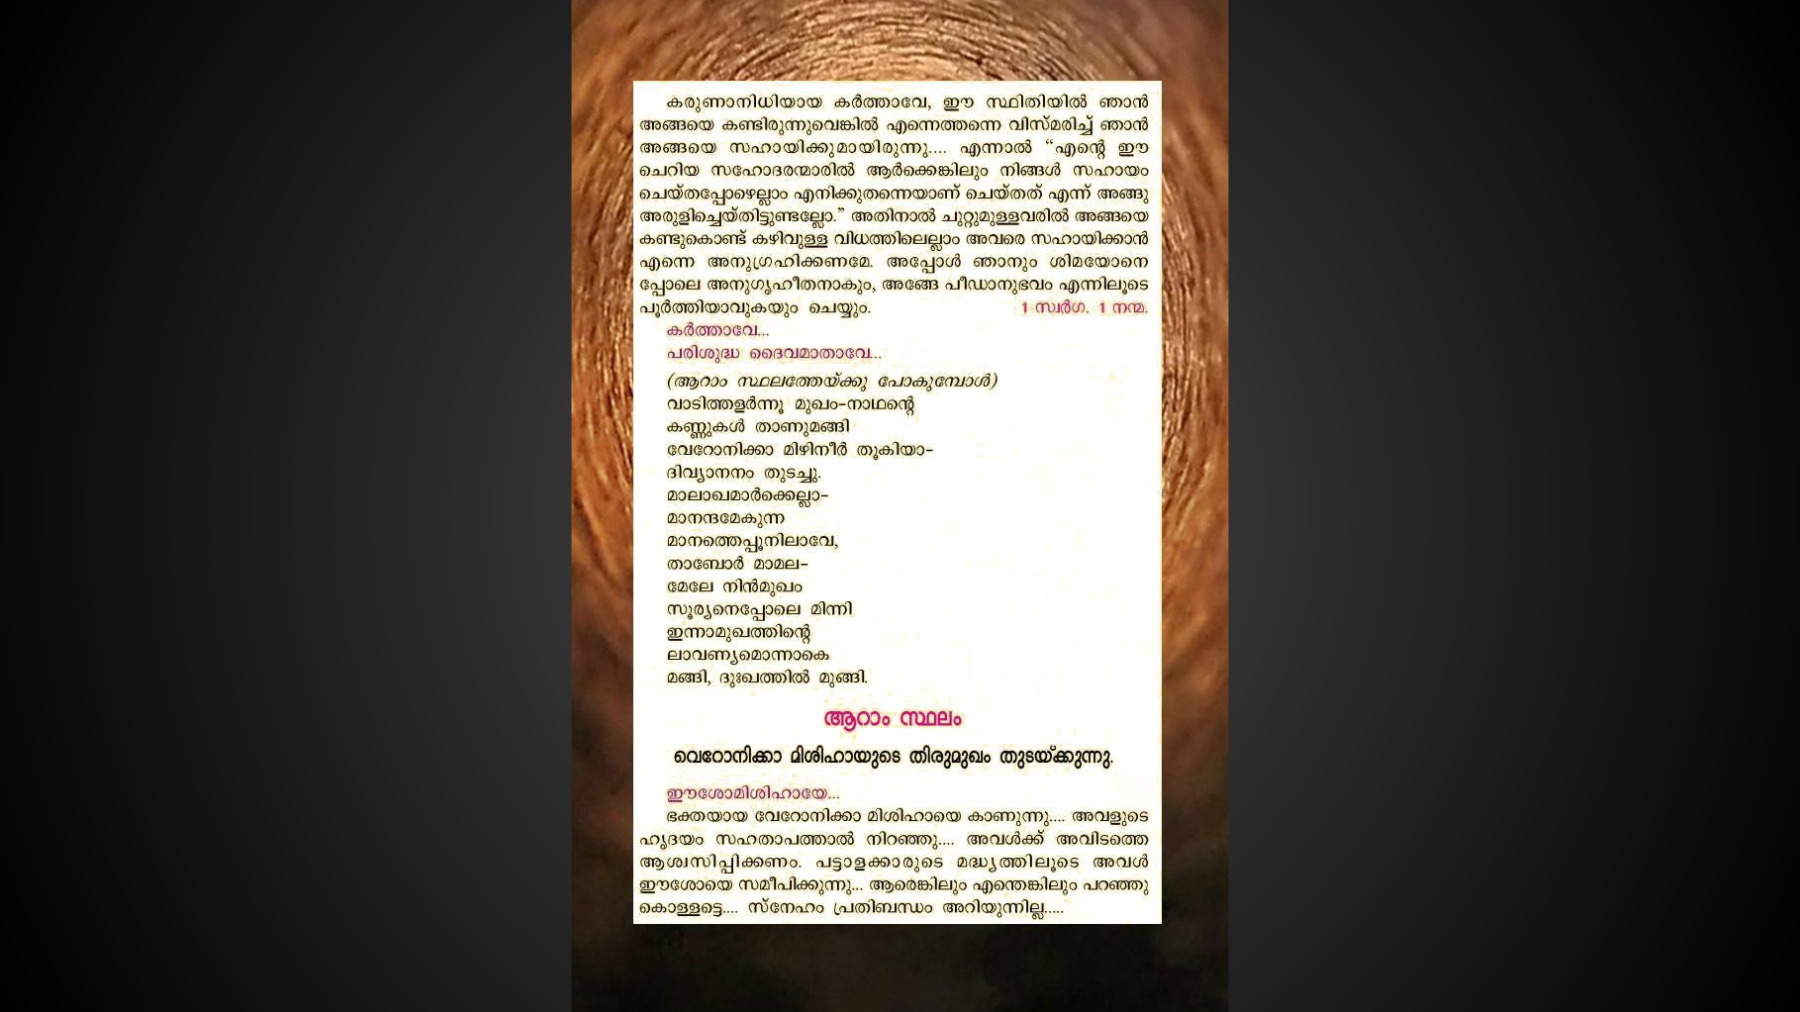 കരുണാനിധിയായ കർത്താവേ, ഈ സ്ഥിതിയിൽ ഞാൻ
അങ്ങയെ കണ്ടിരുന്നുവെങ്കിൽ എന്നെത്തന്നെ വിസ്മരിച്ച് ഞാൻ
അങ്ങയെ സഹായിക്കുമായിരുന്നു.... എന്നാൽ “എന്റെ ഈ
ചെറിയ സഹോദരന്മാരിൽ ആർക്കെങ്കിലും നിങ്ങൾ സഹായം
ചെയ്തപ്പോഴെല്ലാം എനിക്കുതന്നെയാണ് ചെയ്തത് എന്ന് അങ്ങു
അരുളിച്ചെയ്തിട്ടുണ്ടല്ലോ.” അതിനാൽ ചുറ്റുമുള്ളവരിൽ അങ്ങയെ
കണ്ടുകൊണ്ട് കഴിവുള്ള വിധത്തിലെല്ലാം അവരെ സഹായിക്കാൻ
എന്നെ അനുഗ്രഹിക്കണമേ. അപ്പോൾ ഞാനും ശിമയോനെ
പ്പോലെ അനുഗൃഹീതനാകും, അങ്ങേ പീഡാനുഭവം എന്നിലൂടെ
പൂർത്തിയാവുകയും ചെയ്യും. 1 സ്വർഗ. 1 നന്മ.
കർത്താവേ...
പരിശുദ്ധ ദൈവമാതാവേ...
(ആറാം സ്ഥലത്തേയ്ക്കു പോകുമ്പോൾ)
വാടിത്തളർന്നൂ മുഖം-നാഥന്റെ
കണ്ണുകൾ താണുമങ്ങി
വേറോനിക്കാ മിഴിനീർ തൂകിയാ-
ദിവ്യാനനം തുടച്ചു.
മാലാഖമാർക്കെല്ലാ-
മാനന്ദമേകുന്ന
മാനത്തെപ്പൂനിലാവേ,
താബോർ മാമല-
മേലേ നിൻമുഖം
സൂര്യനെപ്പോലെ മിന്നി
ഇന്നാമുഖത്തിന്റെ
ലാവണ്യമൊന്നാകെ
മങ്ങി, ദുഃഖത്തിൽ മുങ്ങി.
ആറാം സ്ഥലം
വെറോനിക്കാ മിശിഹായുടെ തിരുമുഖം തുടയ്ക്കുന്നു.
ഈശോമിശിഹായേ...
ഭക്തയായ വേറോനിക്കാ മിശിഹായെ കാണുന്നു.... അവളുടെ
ഹൃദയം സഹതാപത്താൽ നിറഞ്ഞു.... അവൾക്ക് അവിടത്തെ
ആശ്വസിപ്പിക്കണം. പട്ടാളക്കാരുടെ മദ്ധ്യത്തിലൂടെ അവൾ
ഈശോയെ സമീപിക്കുന്നു... ആരെങ്കിലും എന്തെങ്കിലും പറഞ്ഞു
കൊള്ളട്ടെ.... സ്നേഹം പ്രതിബന്ധം അറിയുന്നില്ല.....